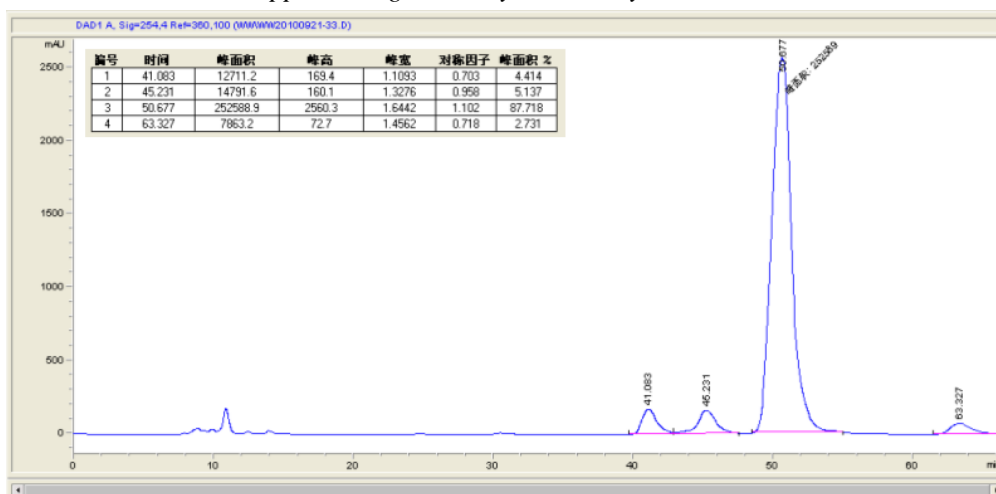 DAD1 A, Sig=254,4 Ref=360,100 (WWWWW20100921-33.D)
mAU
编号 时间 峰面积 峰高 峰宽 对称因子 峰面积 %
1 41.083 12711.2 169.4 1.1093 0.703 4.414
2 45.231 14791.6 160.1 1.3276 0.958 5.137
3 50.677 252588.9 2560.3 1.6442 1.102 87.718
4 63.327 7863.2 72.7 1.4562 0.718 2.731
2500
2000
1500
1000
500
0
50.677
峰面积: 252589
41.083
45.231
63.327
0 10 20 30 40 50 60